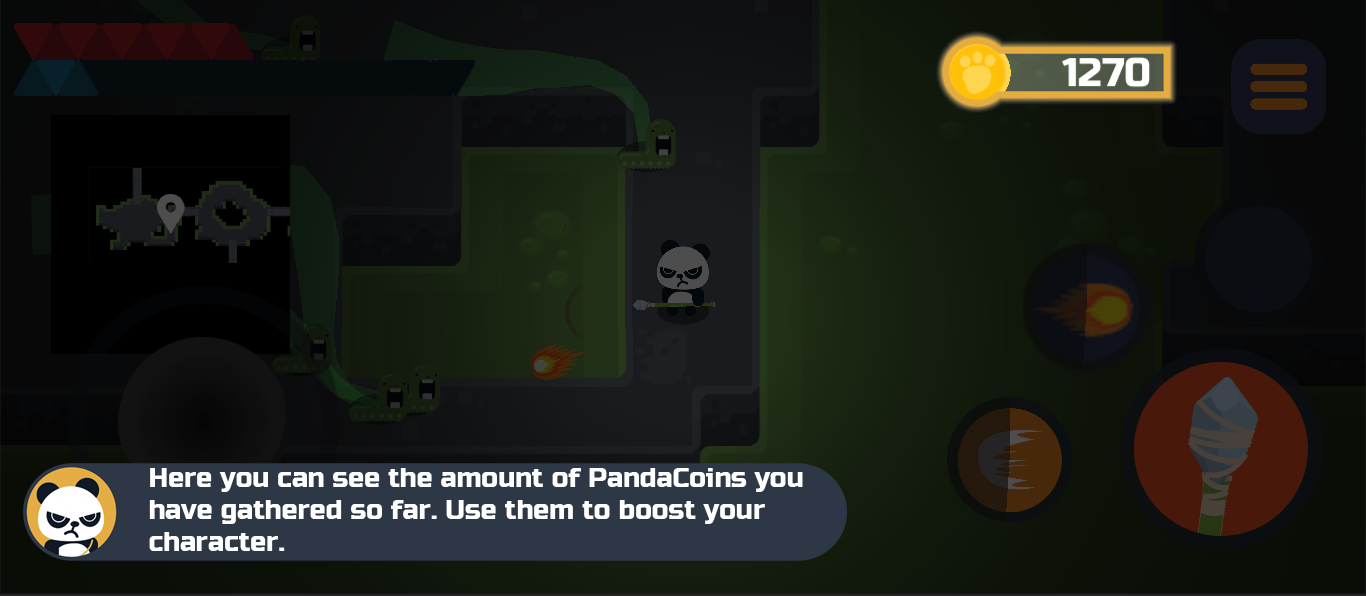 1270
Here you can see the amount of PandaCoins you
have gathered so far. Use them to boost your
character.